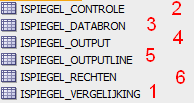 ISPIEGEL_CONTROLE 2
ISPIEGEL_DATABRON 3
ISPIEGEL_OUTPUT 4
ISPIEGEL_OUTPUTLINE 5
ISPIEGEL_RECHTEN 6
ISPIEGEL_VERGELIJKING 1